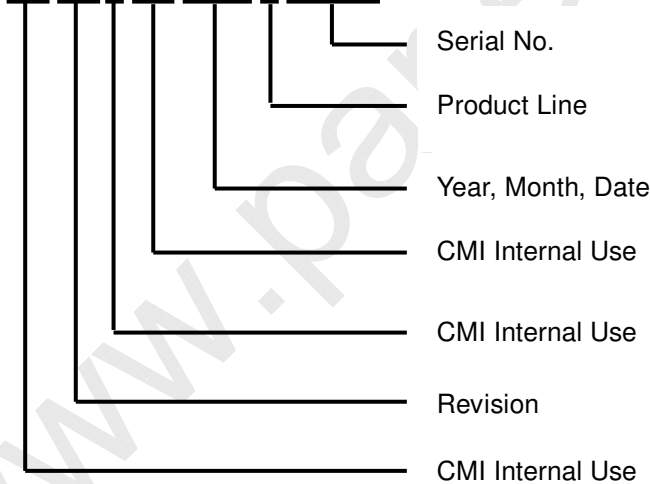 Serial No.
Product Line
Year, Month, Date
CMI Internal Use
CMI Internal Use
Revision
CMI Internal Use